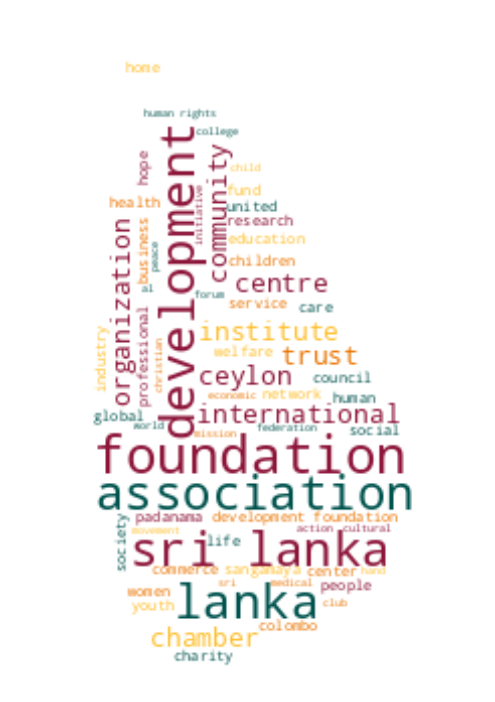 home
human rights
college
development
hope
community
child
health
initiative
fund
united
organization
business
research
peace
education
children
al
centre
forum
service
care
professional
industry
christian
institute
welfare
trust
ceylon
council
economic
network
human
global
international
world
federation
social
mission
foundation
association
society
padanama
development foundation
movement
action
cultural
sri lanka
life
commerce
sangamaya
center
hand
sri
medical
women
people
lanka
youth
club
colombo
chamber
charity